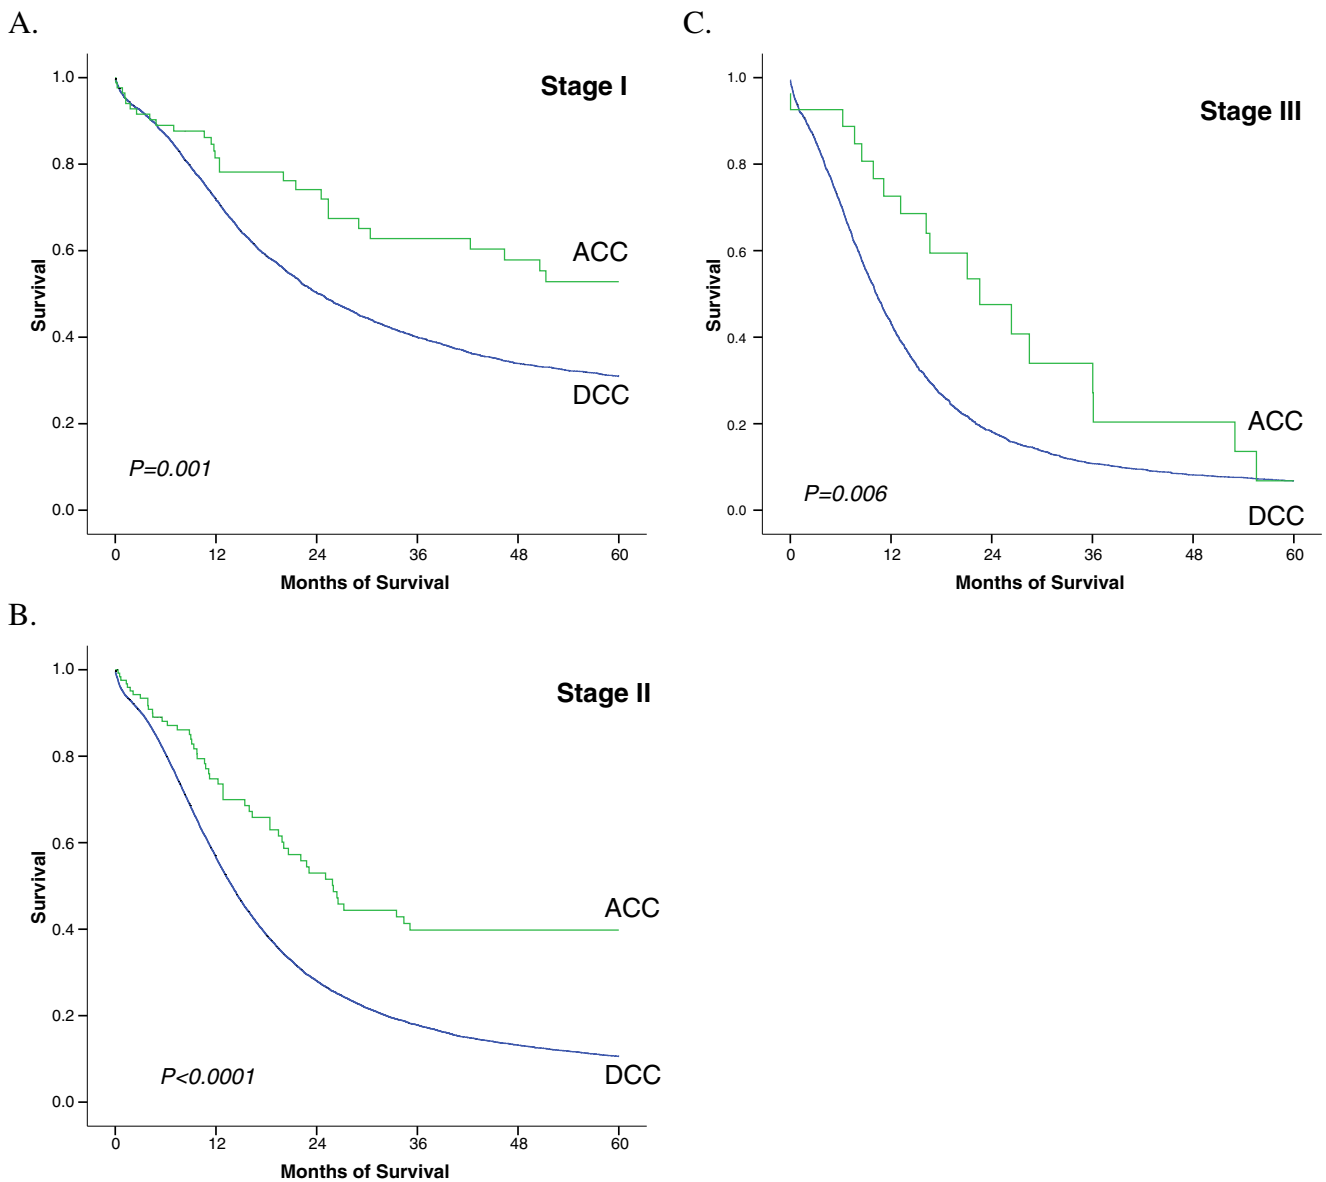 A.
Stage I
1.0
0.8
0.6
0.4
0.2
0.0
Survival
ACC
DCC
P=0.001
0 12 24 36 48 60
Months of Survival
B.
Stage II
1.0
0.8
0.6
0.4
0.2
0.0
Survival
ACC
DCC
P<0.0001
0 12 24 36 48 60
Months of Survival
C.
Stage III
1.0
0.8
0.6
0.4
0.2
0.0
Survival
ACC
DCC
P=0.006
0 12 24 36 48 60
Months of Survival